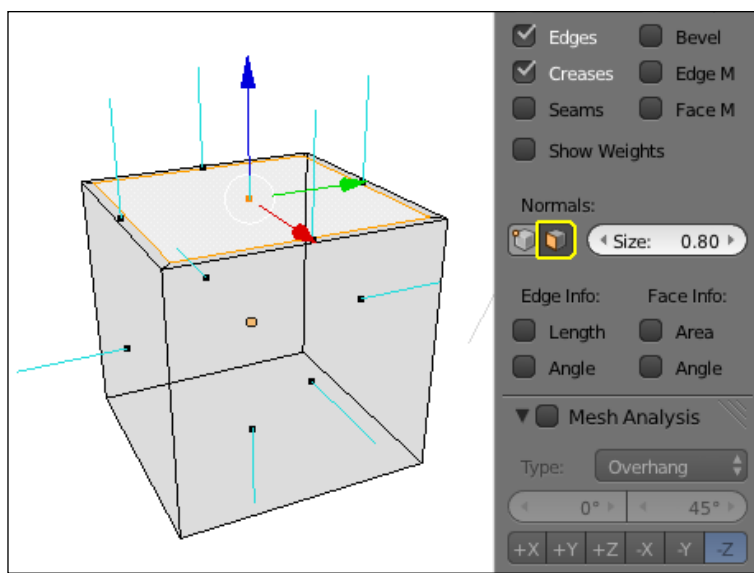 Edges Bevel
Creases Edge M
Seams Face M
Show Weights
Normals:
Size: 0.80
Edge Info: Face Info:
Length Area
Angle Angle
Mesh Analysis
Type: Overhang
0° 45°
+X +Y +Z -X -Y -Z